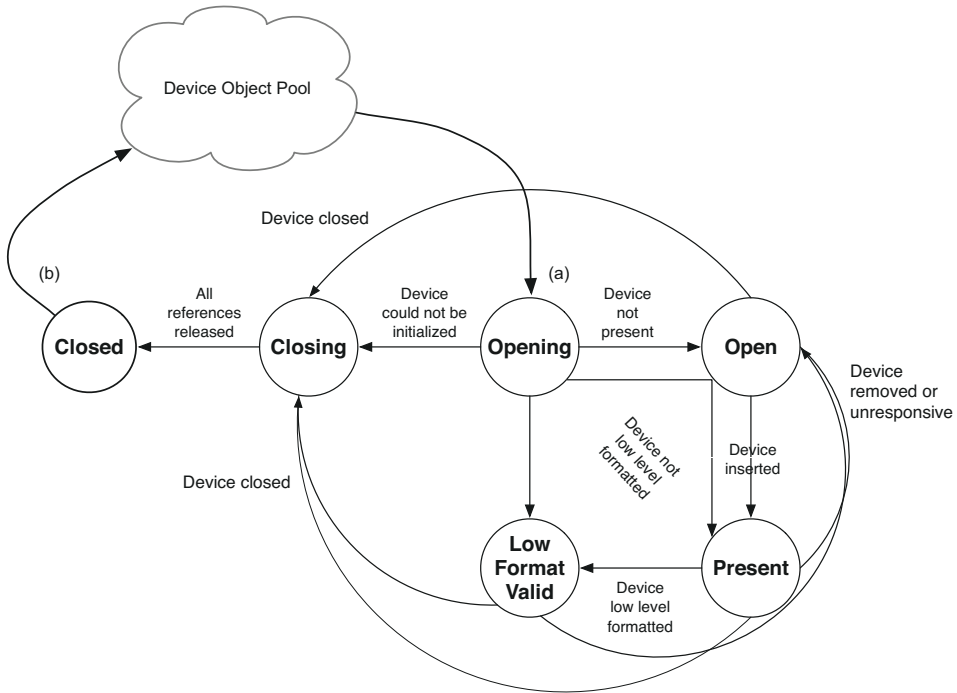 Device Object Pool
Device closed
(b)
(a)
All
references
released
Device
could not be
initialized
Device
not
present
Closed
Closing
Opening
Open
Device
removed or
unresponsive
Device not
low level
formatted
Device
inserted
Device closed
Low
Format
Valid
Present
Device
low level
formatted